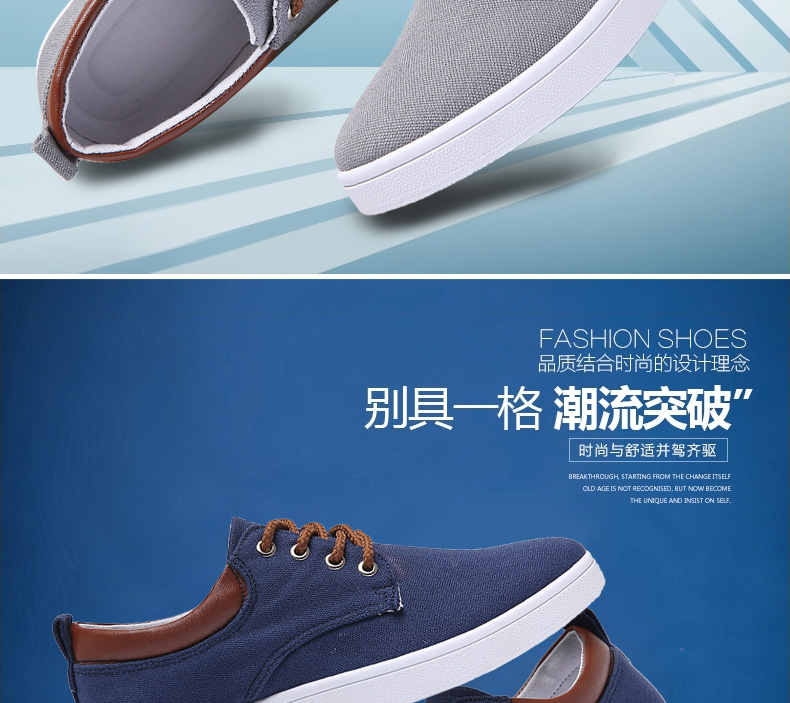 FASHION SHOES
品质结合时尚的设计理念
别具一格 潮流突破”
时尚与舒适并驾齐驱
BREAKTHROUGH, STARTING FROM THE CHANGE ITSELF
OLD AGE IS NOT RECOGNISED, BUT NOW BECOME
THE UNIQUE AND INSIST ON SELF.